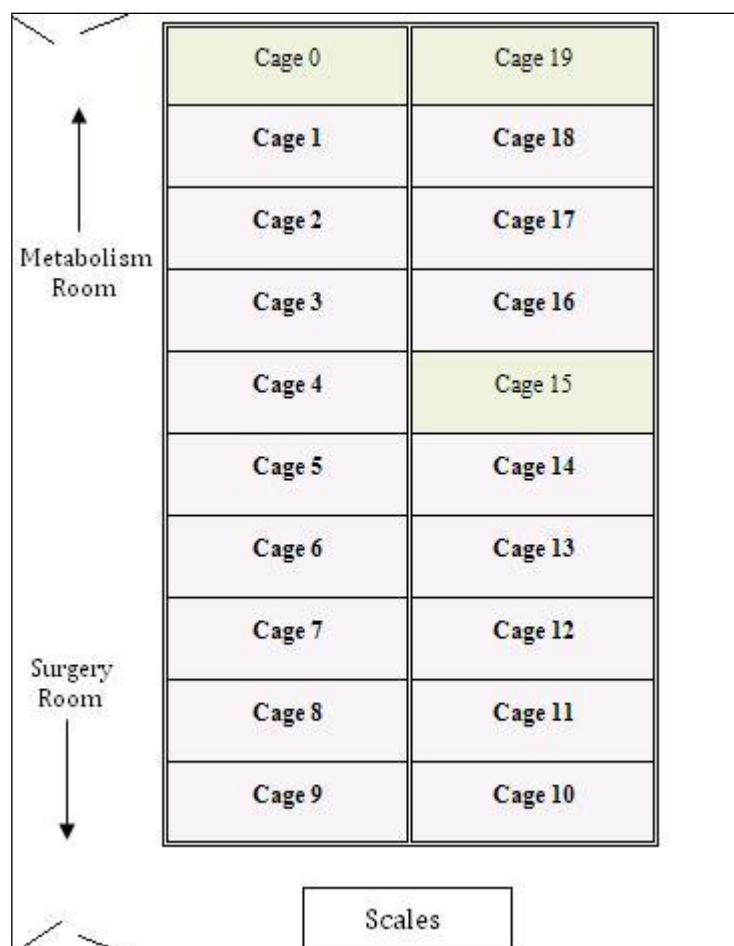 Cage 0
Cage 19
Cage 1
Cage 18
Cage 2
Cage 17
Metabolism
Room
Cage 3
Cage 16
Cage 4
Cage 15
Cage 5
Cage 14
Cage 6
Cage 13
Cage 7
Cage 12
Surgery
Room
Cage 8
Cage 11
Cage 9
Cage 10
Scales